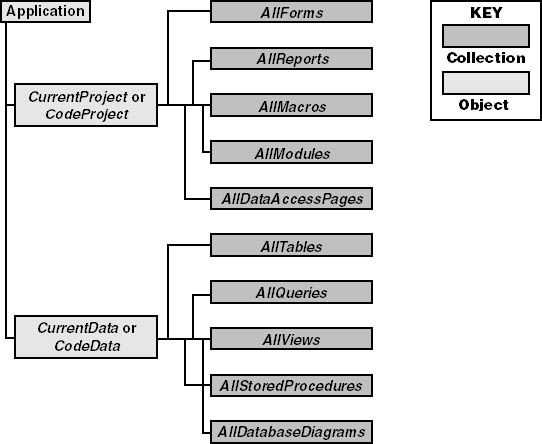 Application
AllForms
KEY
Collection
Object
AllReports
CurrentProject or
CodeProject
AllMacros
AllModules
AllDataAccessPages
AllTables
AllQueries
CurrentData or
CodeData
AllViews
AllStoredProcedures
AllDatabaseDiagrams